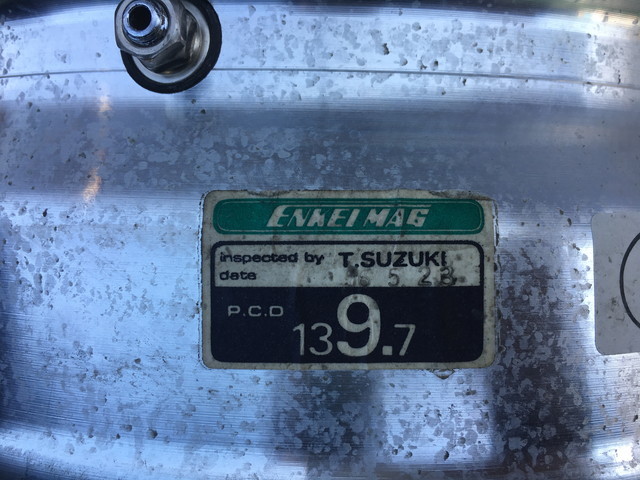 ENKEI MAG
inspected by T.SUZUKI
date 5 28
P.C.D
139.7